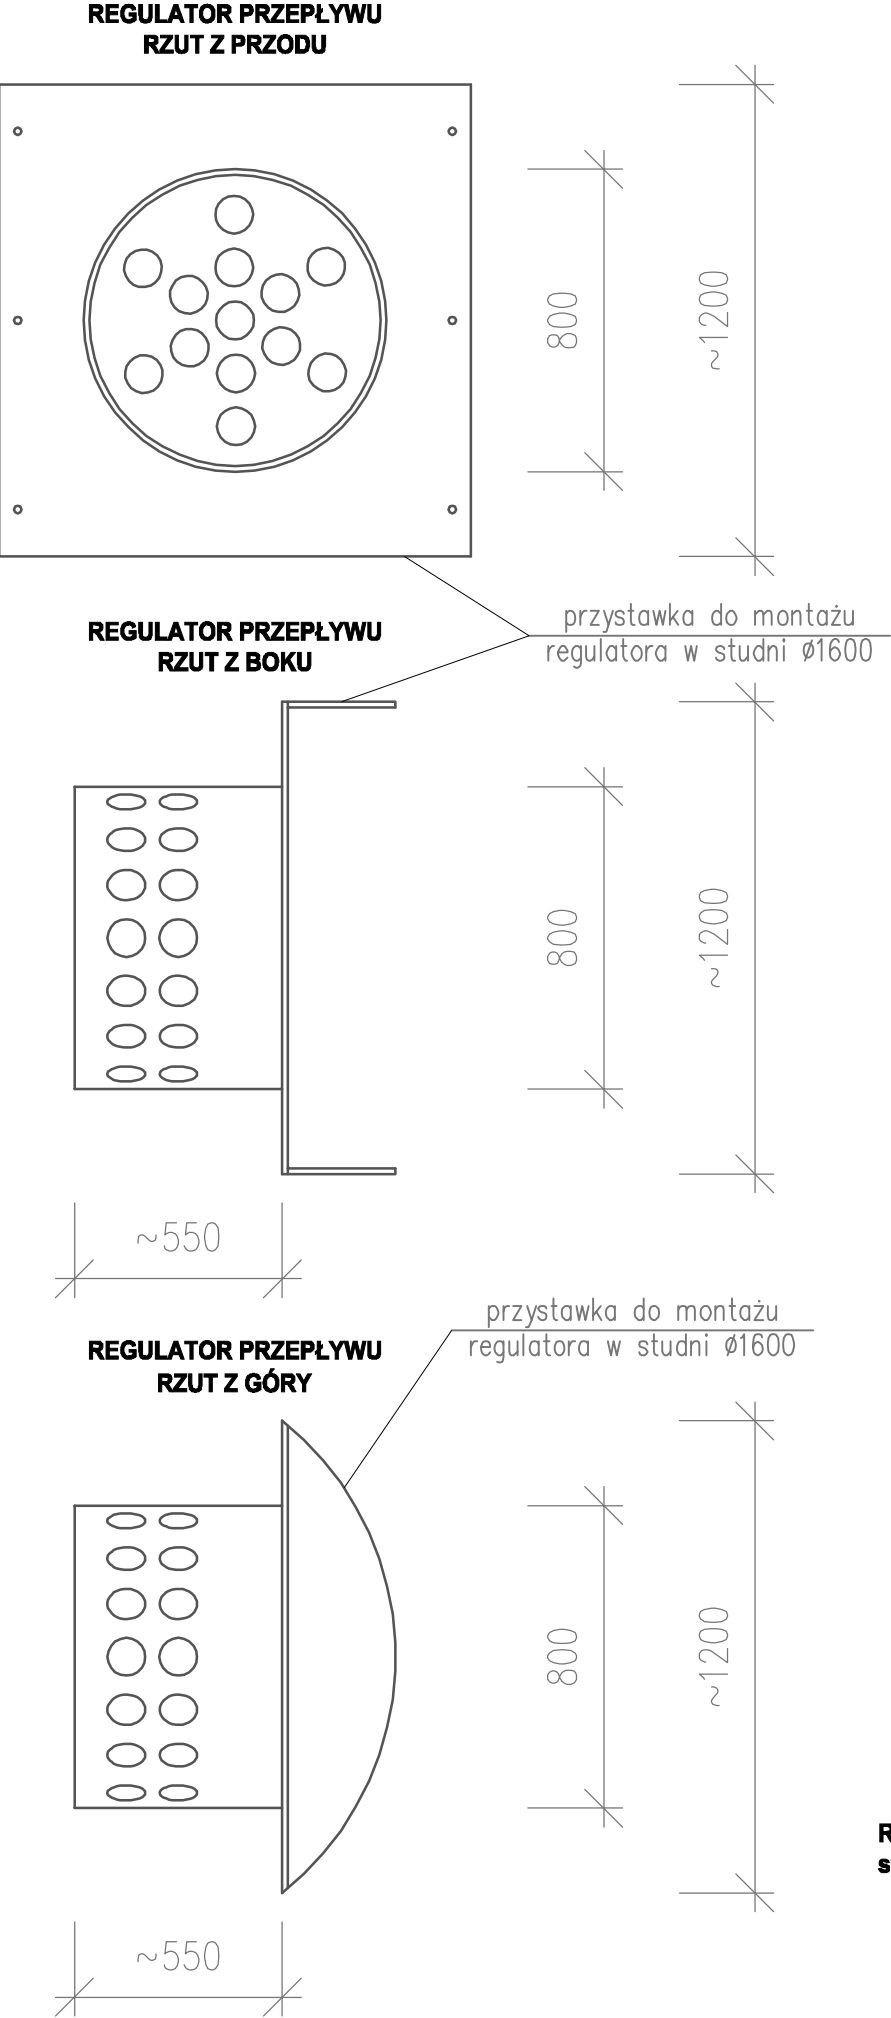 REGULATOR PRZEPŁYWU
RZUT Z PRZODU
800
~1200
przystawka do montażu
regulatora w studni Ø1600
REGULATOR PRZEPŁYWU
RZUT Z BOKU
800
~1200
~550
przystawka do montażu
regulatora w studni Ø1600
REGULATOR PRZEPŁYWU
RZUT Z GÓRY
800
~1200
R
s
~550